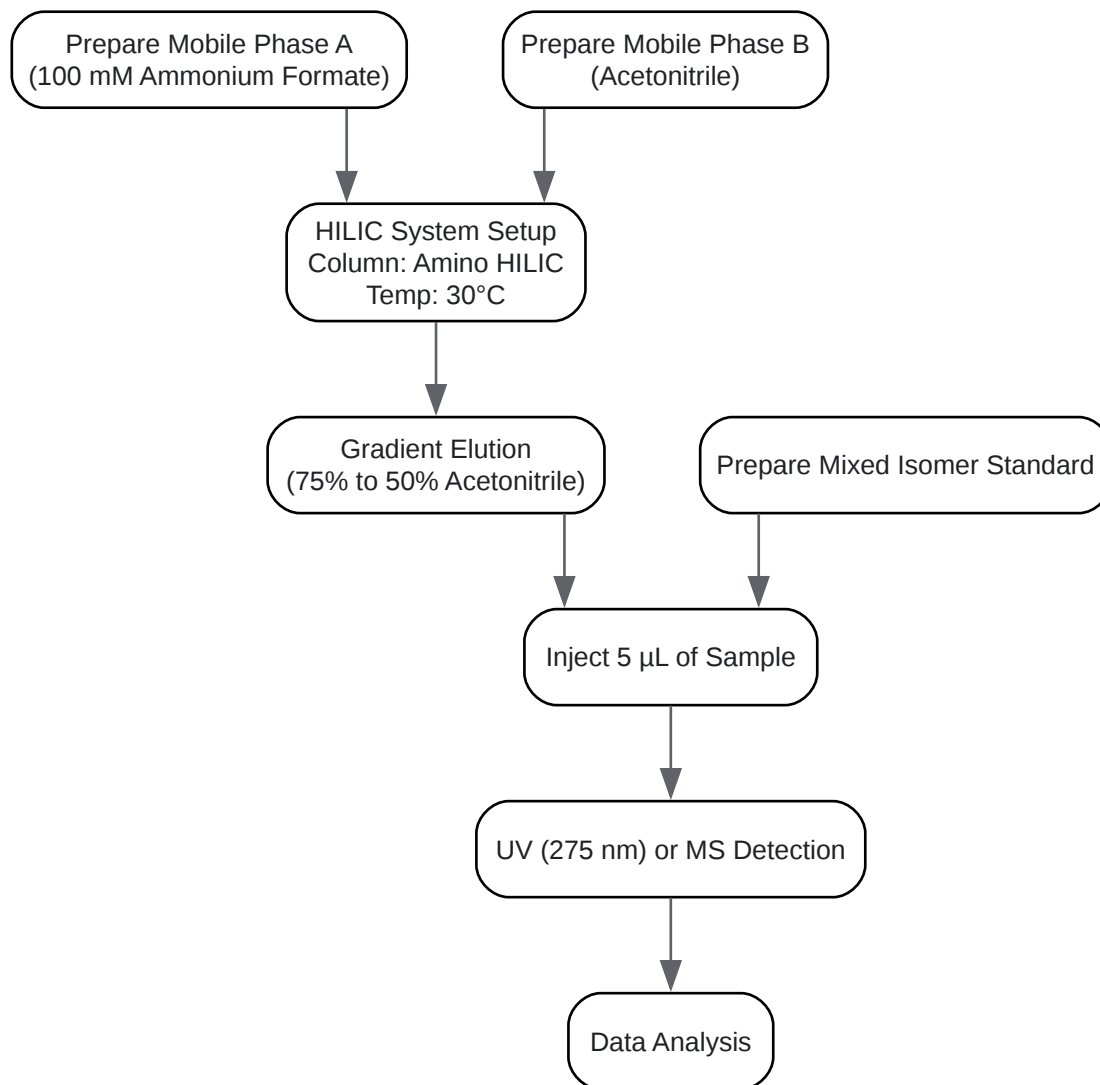 Prepare Mobile Phase A
(100 mM Ammonium Formate)
Prepare Mobile Phase B
(Acetonitrile)
HILIC System Setup
Column: Amino HILIC
Temp: 30°C
Gradient Elution
(75% to 50% Acetonitrile)
Prepare Mixed Isomer Standard
Inject 5 µL of Sample
UV (275 nm) or MS Detection
Data Analysis